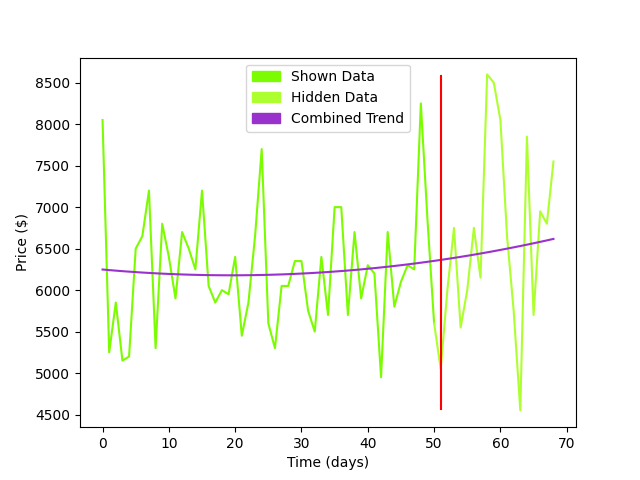 Shown Data
Hidden Data
Combined Trend
Price ($)
8500
8000
7500
7000
6500
6000
5500
5000
4500
0 10 20 30 40 50 60 70
Time (days)